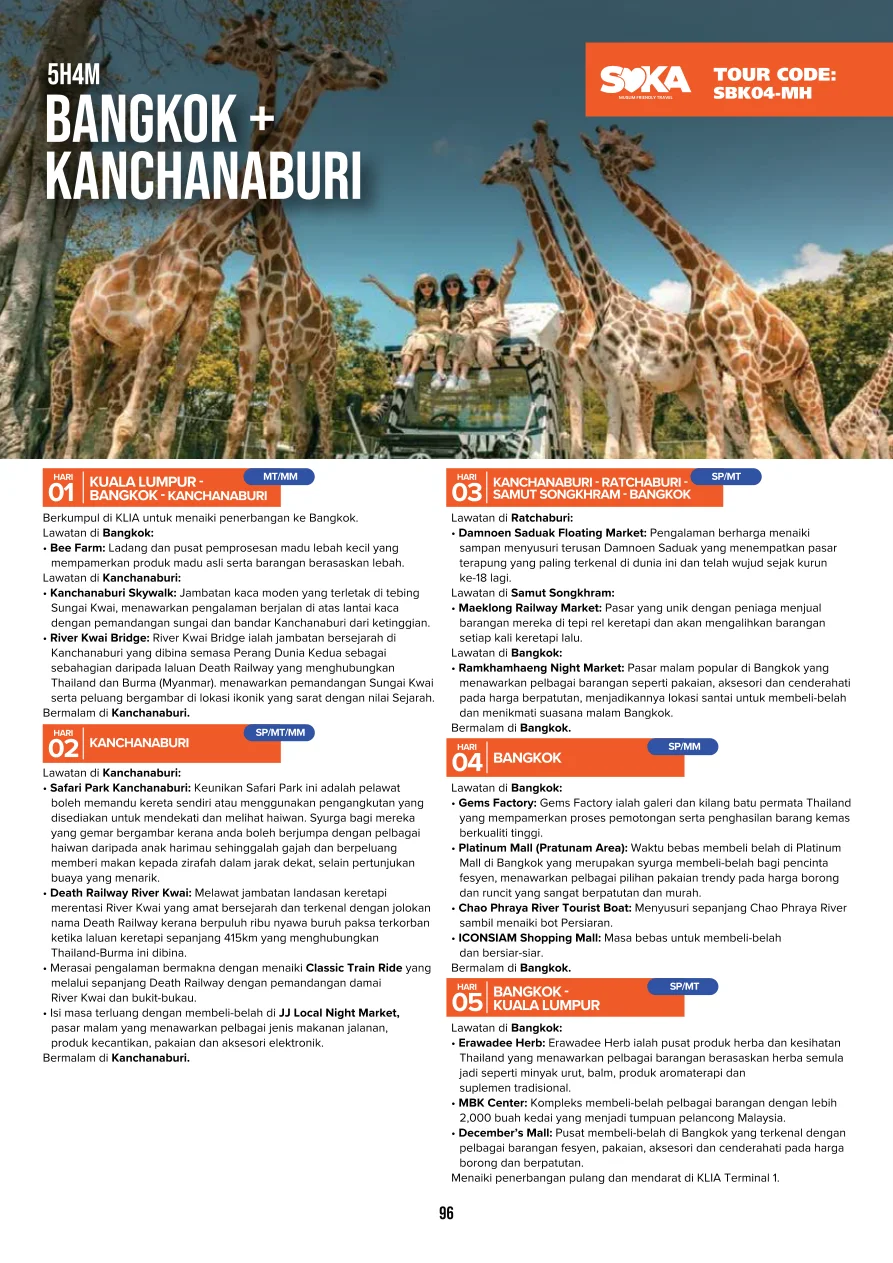 5H4M
BANGKOK +
KANCHANABURI
SUKA
MUSLIM-FRIENDLY TRAVEL
TOUR CODE:
SBK04-MH
HARI
01
KUALA LUMPUR -
BANGKOK - KANCHANABURI
MT/MM
Berkumpul di KLIA untuk menaiki penerbangan ke Bangkok.
Lawatan di Bangkok:
• Bee Farm: Ladang dan pusat pemprosesan madu lebah kecil yang
mempamerkan produk madu asli serta barangan berasaskan lebah.
Lawatan di Kanchanaburi:
• Kanchanaburi Skywalk: Jambatan kaca moden yang terletak di tebing
Sungai Kwai, menawarkan pengalaman berjalan di atas lantai kaca
dengan pemandangan sungai dan bandar Kanchanaburi dari ketinggian.
• River Kwai Bridge: River Kwai Bridge ialah jambatan bersejarah di
Kanchanaburi yang dibina semasa Perang Dunia Kedua sebagai
sebahagian daripada laluan Death Railway yang menghubungkan
Thailand dan Burma (Myanmar). menawarkan pemandangan Sungai Kwai
serta peluang bergambar di lokasi ikonik yang sarat dengan nilai Sejarah.
Bermalam di Kanchanaburi.
HARI
02
KANCHANABURI
SP/MT/MM
Lawatan di Kanchanaburi:
• Safari Park Kanchanaburi: Keunikan Safari Park ini adalah pelawat
boleh memandu kereta sendiri atau menggunakan pengangkutan yang
disediakan untuk mendekati dan melihat haiwan. Syurga bagi mereka
yang gemar bergambar kerana anda boleh berjumpa dengan pelbagai
haiwan daripada anak harimau sehinggalah gajah dan berpeluang
memberi makan kepada zirafah dalam jarak dekat, selain pertunjukan
buaya yang menarik.
• Death Railway River Kwai: Melawat jambatan landasan keretapi
merentasi River Kwai yang amat bersejarah dan terkenal dengan jolokan
nama Death Railway kerana berpuluh ribu nyawa buruh paksa terkorban
ketika laluan keretapi sepanjang 415km yang menghubungkan
Thailand-Burma ini dibina.
• Merasai pengalaman bermakna dengan menaiki Classic Train Ride yang
melalui sepanjang Death Railway dengan pemandangan damai
River Kwai dan bukit-bukau.
• Isi masa terluang dengan membeli-belah di JJ Local Night Market,
pasar malam yang menawarkan pelbagai jenis makanan jalanan,
produk kecantikan, pakaian dan aksesori elektronik.
Bermalam di Kanchanaburi.
HARI
03
KANCHANABURI - RATCHABURI -
SAMUT SONGKHRAM - BANGKOK
SP/MT
Lawatan di Ratchaburi:
• Damnoen Saduak Floating Market: Pengalaman berharga menaiki
sampan menyusuri terusan Damnoen Saduak yang menempatkan pasar
terapung yang paling terkenal di dunia ini dan telah wujud sejak kurun
ke-18 lagi.
Lawatan di Samut Songkhram:
• Maeklong Railway Market: Pasar yang unik dengan peniaga menjual
barangan mereka di tepi rel keretapi dan akan mengalihkan barangan
setiap kali keretapi lalu.
Lawatan di Bangkok:
• Ramkhamhaeng Night Market: Pasar malam popular di Bangkok yang
menawarkan pelbagai barangan seperti pakaian, aksesori dan cenderahati
pada harga berpatutan, menjadikannya lokasi santai untuk membeli-belah
dan menikmati suasana malam Bangkok.
Bermalam di Bangkok.
HARI
04
BANGKOK
SP/MM
Lawatan di Bangkok:
• Gems Factory: Gems Factory ialah galeri dan kilang batu permata Thailand
yang mempamerkan proses pemotongan serta penghasilan barang kemas
berkualiti tinggi.
• Platinum Mall (Pratunam Area): Waktu bebas membeli belah di Platinum
Mall di Bangkok yang merupakan syurga membeli-belah bagi pencinta
fesyen, menawarkan pelbagai pilihan pakaian trendy pada harga borong
dan runcit yang sangat berpatutan dan murah.
• Chao Phraya River Tourist Boat: Menyusuri sepanjang Chao Phraya River
sambil menaiki bot Persiaran.
• ICONSIAM Shopping Mall: Masa bebas untuk membeli-belah
dan bersiar-siar.
Bermalam di Bangkok.
HARI
05
BANGKOK -
KUALA LUMPUR
SP/MT
Lawatan di Bangkok:
• Erawadee Herb: Erawadee Herb ialah pusat produk herba dan kesihatan
Thailand yang menawarkan pelbagai barangan berasaskan herba semula
jadi seperti minyak urut, balm, produk aromaterapi dan
suplemen tradisional.
• MBK Center: Kompleks membeli-belah pelbagai barangan dengan lebih
2,000 buah kedai yang menjadi tumpuan pelancong Malaysia.
• December's Mall: Pusat membeli-belah di Bangkok yang terkenal dengan
pelbagai barangan fesyen, pakaian, aksesori dan cenderahati pada harga
borong dan berpatutan.
Menaiki penerbangan pulang dan mendarat di KLIA Terminal 1.
96